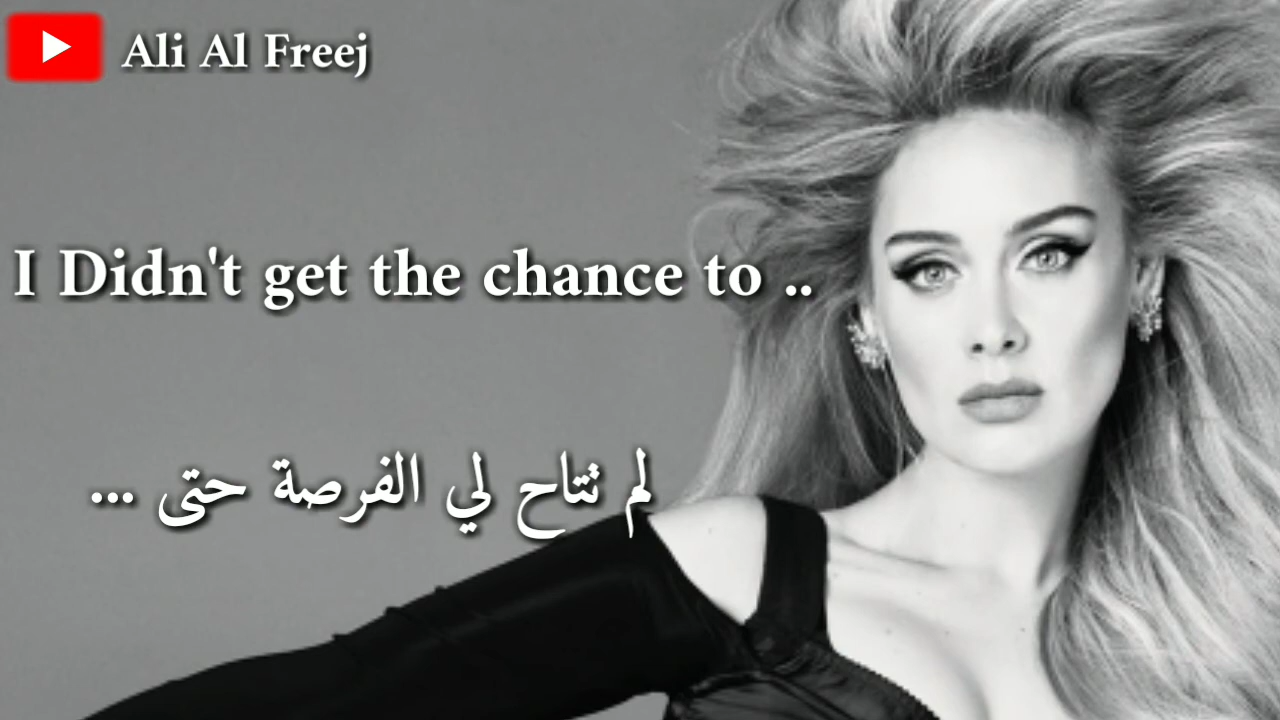 Ali Al Freej
I Didn't get the chance to ..
لم تتاح لي الفرصة حتى ...